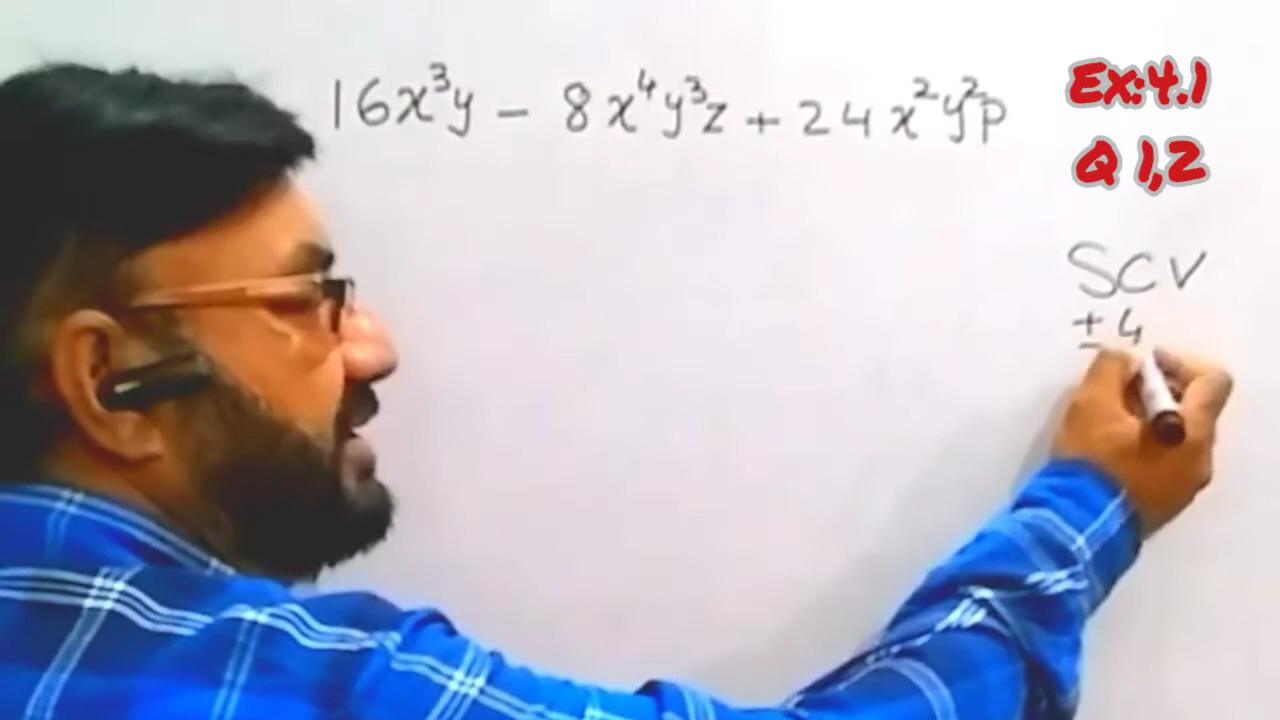 16x³y - 8x⁴y³z + 24x²y²p
Ex:4.1
Q 1,2
SCV
± 4